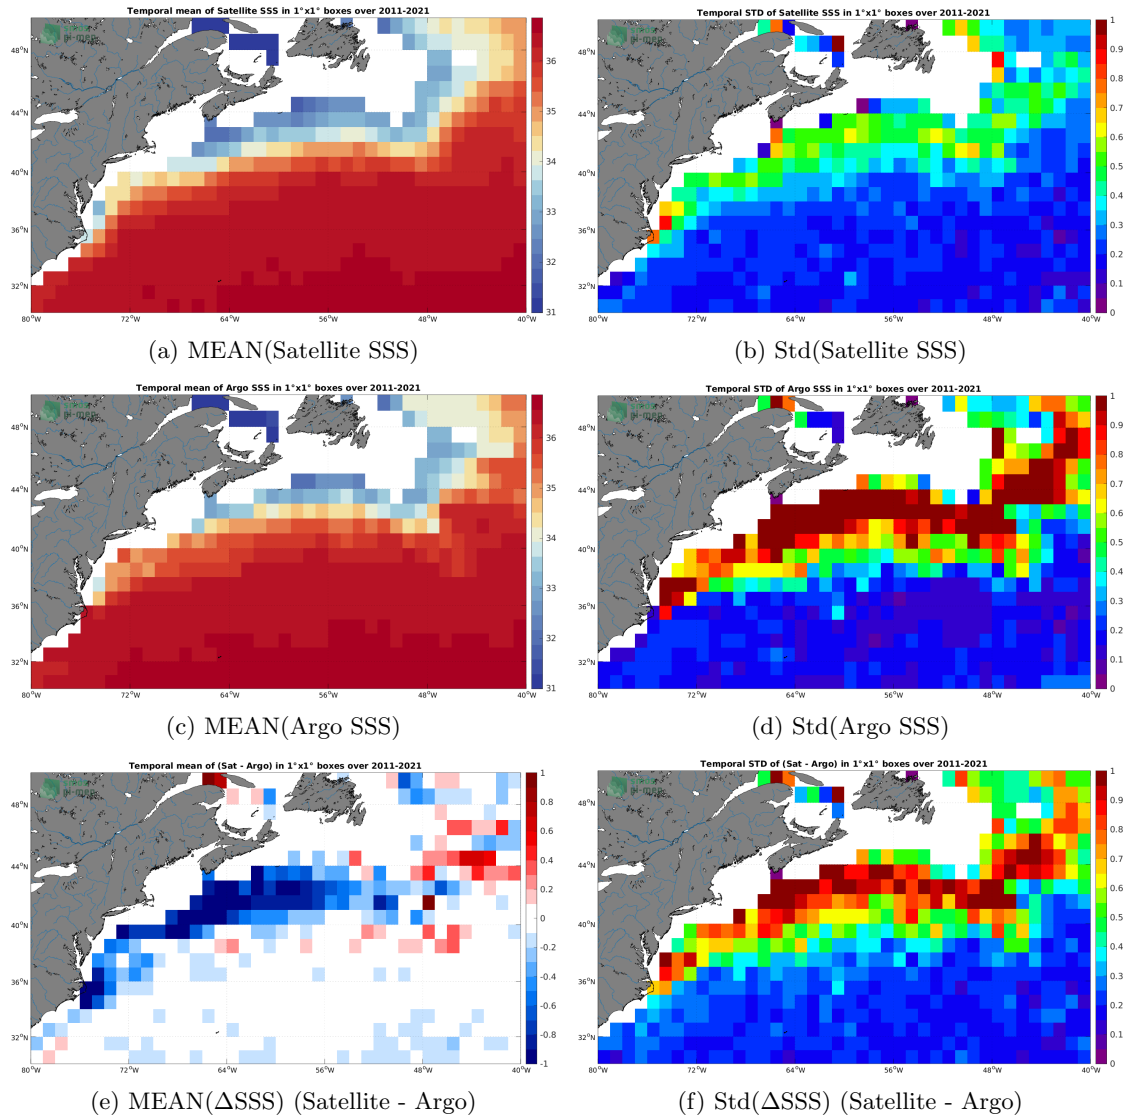 Temporal mean of Satellite SSS in 1°x1° boxes over 2011-2021
48°N
44°N
40°N
36°N
32°N
80°W 72°W 64°W 56°W 48°W 40°W
36
35
34
33
32
31
(a) MEAN(Satellite SSS)
Temporal STD of Satellite SSS in 1°x1° boxes over 2011-2021
48°N
44°N
40°N
36°N
32°N
80°W 72°W 64°W 56°W 48°W 40°W
1
0.9
0.8
0.7
0.6
0.5
0.4
0.3
0.2
0.1
0
(b) Std(Satellite SSS)
Temporal mean of Argo SSS in 1°x1° boxes over 2011-2021
48°N
44°N
40°N
36°N
32°N
80°W 72°W 64°W 56°W 48°W 40°W
36
35
34
33
32
31
(c) MEAN(Argo SSS)
Temporal STD of Argo SSS in 1°x1° boxes over 2011-2021
48°N
44°N
40°N
36°N
32°N
80°W 72°W 64°W 56°W 48°W 40°W
1
0.9
0.8
0.7
0.6
0.5
0.4
0.3
0.2
0.1
0
(d) Std(Argo SSS)
Temporal mean of (Sat - Argo) in 1°x1° boxes over 2011-2021
48°N
44°N
40°N
36°N
32°N
80°W 72°W 64°W 56°W 48°W 40°W
1
0.8
0.6
0.4
0.2
0
-0.2
-0.4
-0.6
-0.8
-1
(e) MEAN(ΔSSS) (Satellite - Argo)
Temporal STD of (Sat - Argo) in 1°x1° boxes over 2011-2021
48°N
44°N
40°N
36°N
32°N
80°W 72°W 64°W 56°W 48°W 40°W
1
0.9
0.8
0.7
0.6
0.5
0.4
0.3
0.2
0.1
0
(f) Std(ΔSSS) (Satellite - Argo)